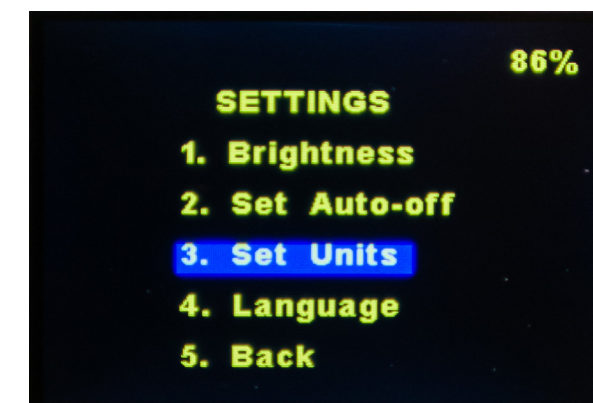 86%
SETTINGS
1. Brightness
2. Set Auto-off
3. Set Units
4. Language
5. Back